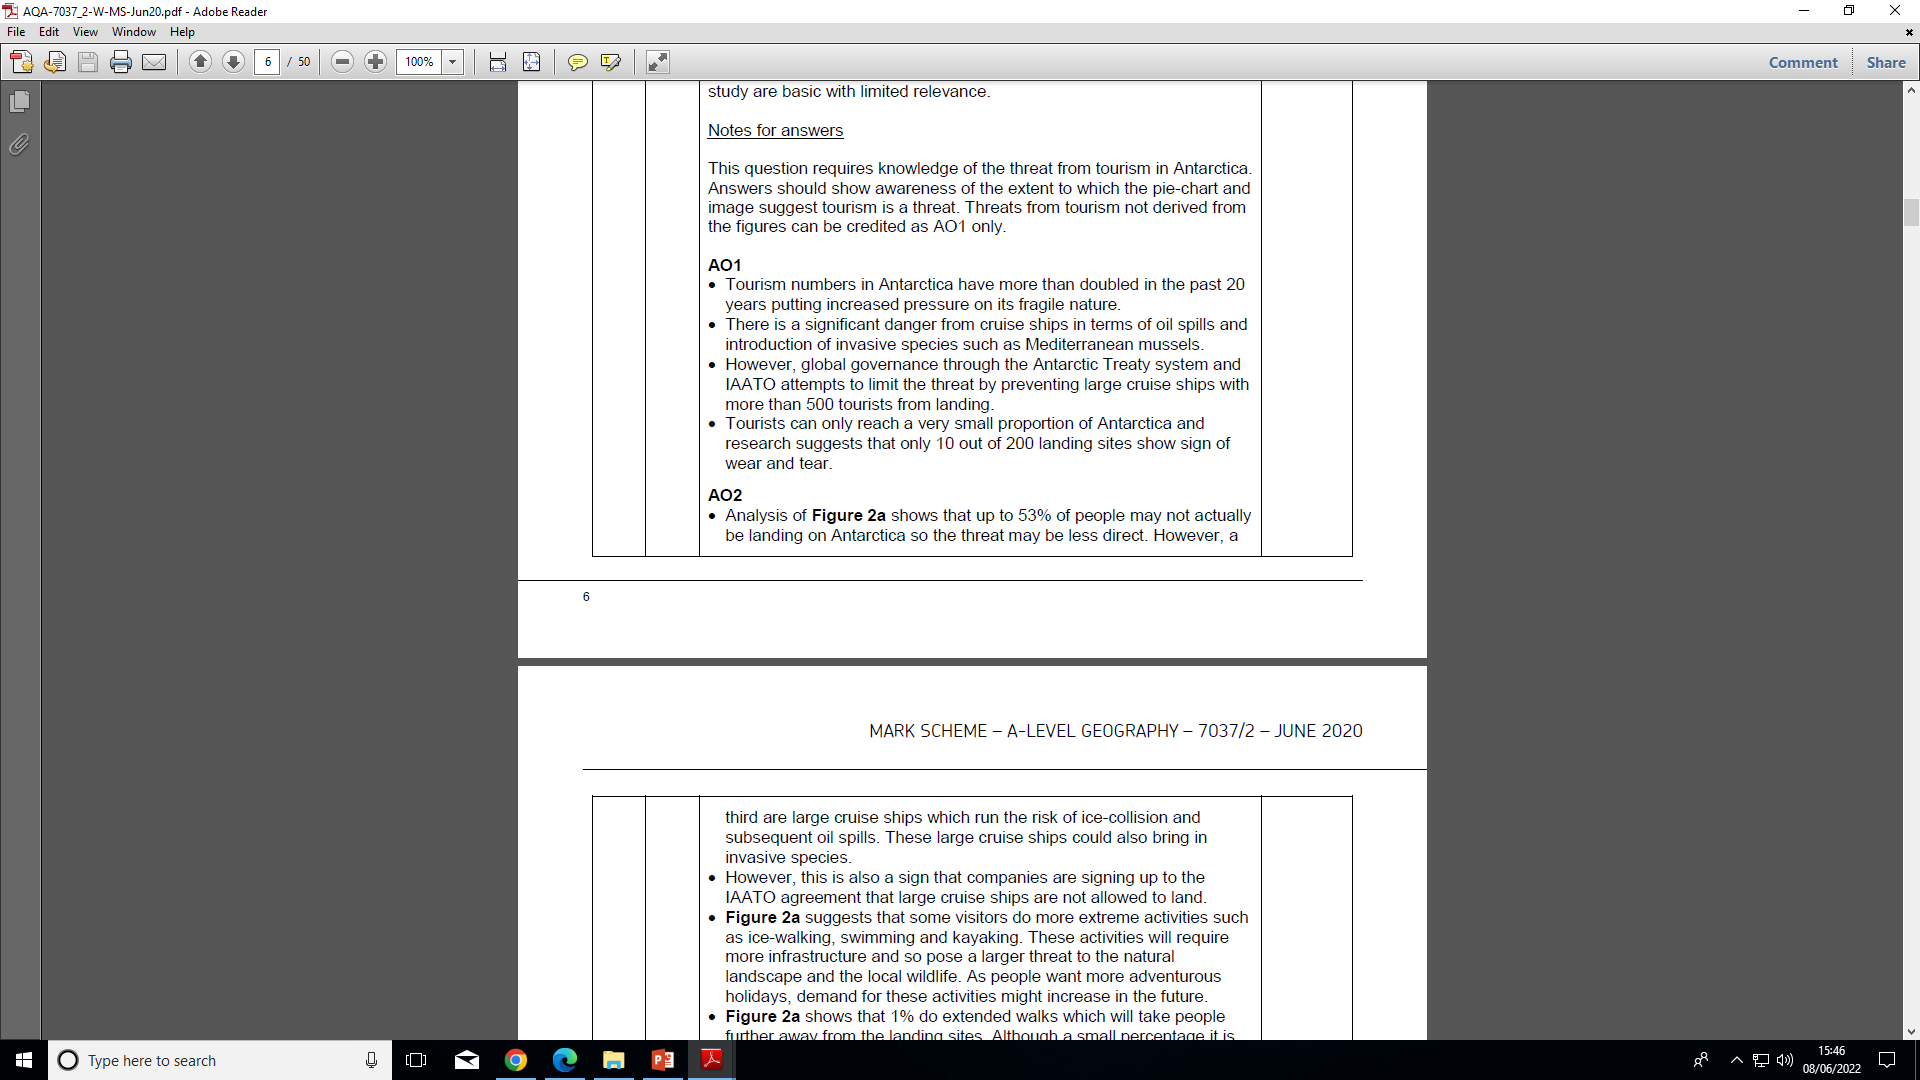 AQA-7037_2-W-MS-Jun20.pdf - Adobe Reader
File Edit View Window Help
6 / 50 100% Comment Share
study are basic with limited relevance.
Notes for answers
This question requires knowledge of the threat from tourism in Antarctica.
Answers should show awareness of the extent to which the pie-chart and
image suggest tourism is a threat. Threats from tourism not derived from
the figures can be credited as AO1 only.
AO1
• Tourism numbers in Antarctica have more than doubled in the past 20
years putting increased pressure on its fragile nature.
• There is a significant danger from cruise ships in terms of oil spills and
introduction of invasive species such as Mediterranean mussels.
• However, global governance through the Antarctic Treaty system and
IAATO attempts to limit the threat by preventing large cruise ships with
more than 500 tourists from landing.
• Tourists can only reach a very small proportion of Antarctica and
research suggests that only 10 out of 200 landing sites show sign of
wear and tear.
AO2
• Analysis of Figure 2a shows that up to 53% of people may not actually
be landing on Antarctica so the threat may be less direct. However, a
6
MARK SCHEME – A-LEVEL GEOGRAPHY – 7037/2 – JUNE 2020
third are large cruise ships which run the risk of ice-collision and
subsequent oil spills. These large cruise ships could also bring in
invasive species.
• However, this is also a sign that companies are signing up to the
IAATO agreement that large cruise ships are not allowed to land.
• Figure 2a suggests that some visitors do more extreme activities such
as ice-walking, swimming and kayaking. These activities will require
more infrastructure and so pose a larger threat to the natural
landscape and the local wildlife. As people want more adventurous
holidays, demand for these activities might increase in the future.
• Figure 2a shows that 1% do extended walks which will take people
further away from the landing sites. Although a small percentage it is
Type here to search
15:46
08/06/2022